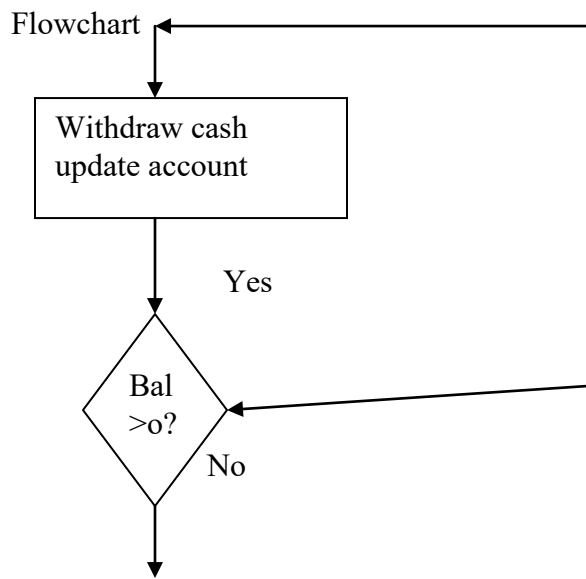 Flowchart
Withdraw cash
update account
Yes
Bal
>o?
No